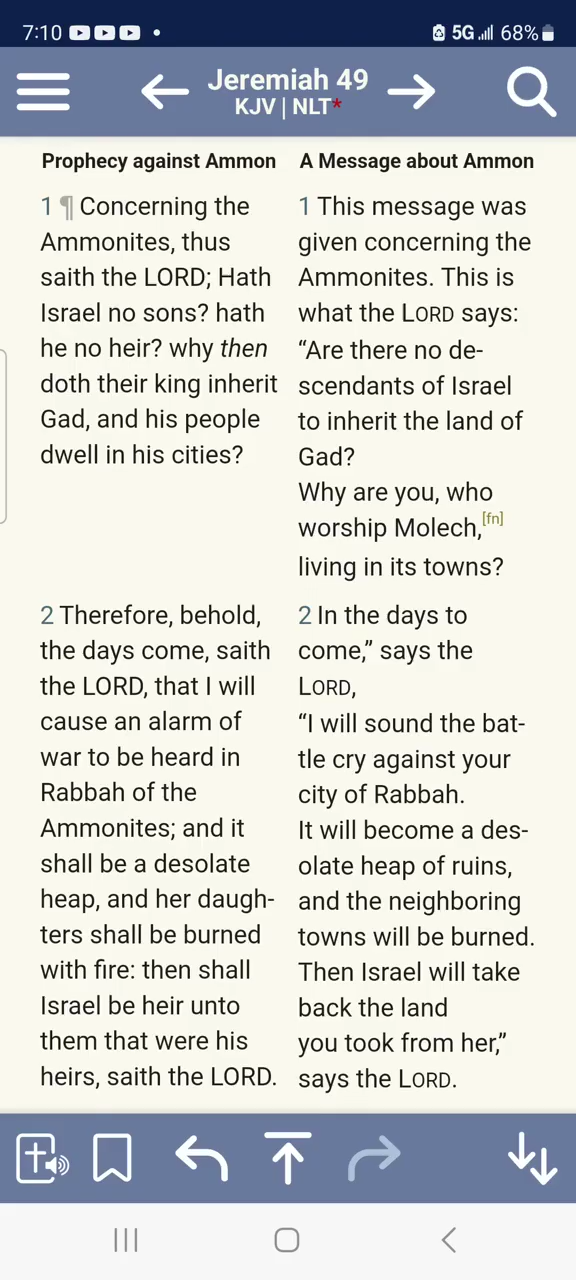 7:10
5G 68%
Jeremiah 49
KJV | NLT*
Prophecy against Ammon
1 ¶ Concerning the
Ammonites, thus
saith the LORD; Hath
Israel no sons? hath
he no heir? why then
doth their king inherit
Gad, and his people
dwell in his cities?
2 Therefore, behold,
the days come, saith
the LORD, that I will
cause an alarm of
war to be heard in
Rabbah of the
Ammonites; and it
shall be a desolate
heap, and her daugh-
ters shall be burned
with fire: then shall
Israel be heir unto
them that were his
heirs, saith the LORD.
A Message about Ammon
1 This message was
given concerning the
Ammonites. This is
what the LORD says:
“Are there no de-
scendants of Israel
to inherit the land of
Gad?
Why are you, who
worship Molech,[fn]
living in its towns?
2 In the days to
come,” says the
LORD,
“I will sound the bat-
tle cry against your
city of Rabbah.
It will become a des-
olate heap of ruins,
and the neighboring
towns will be burned.
Then Israel will take
back the land
you took from her,”
says the LORD.